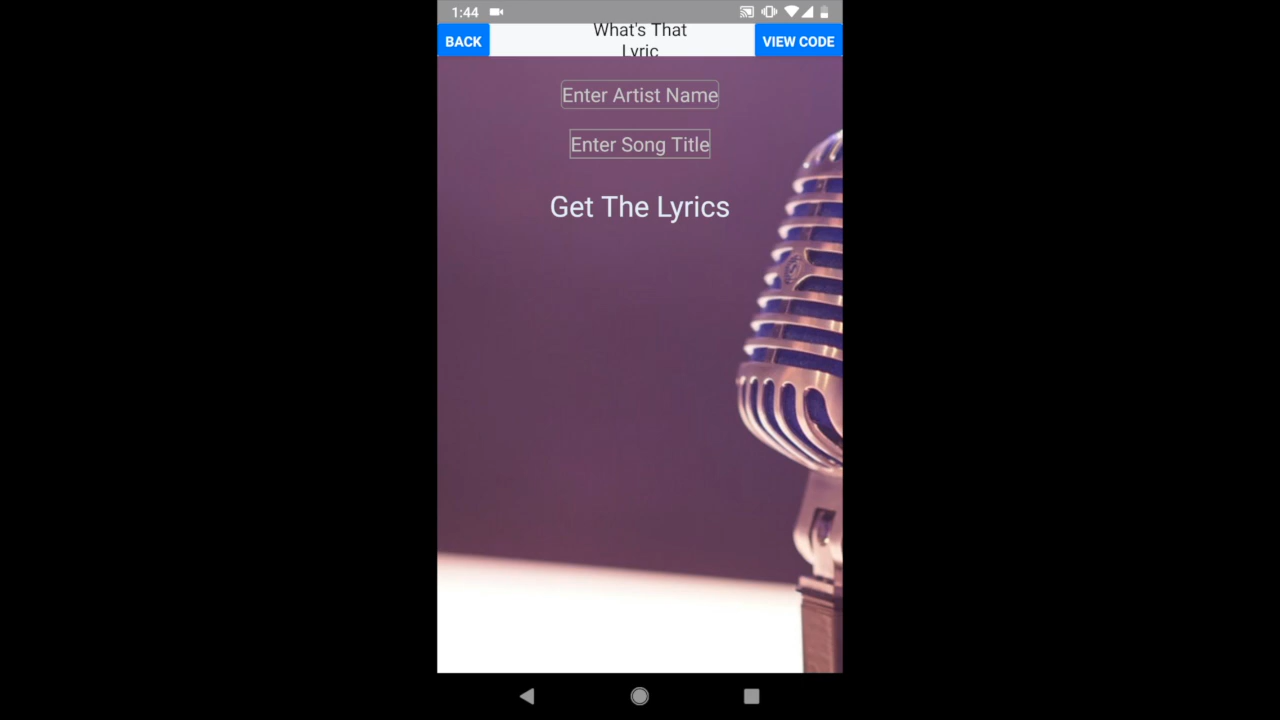 1:44
What's That
BACK
VIEW CODE
Lyric
Enter Artist Name
Enter Song Title
Get The Lyrics